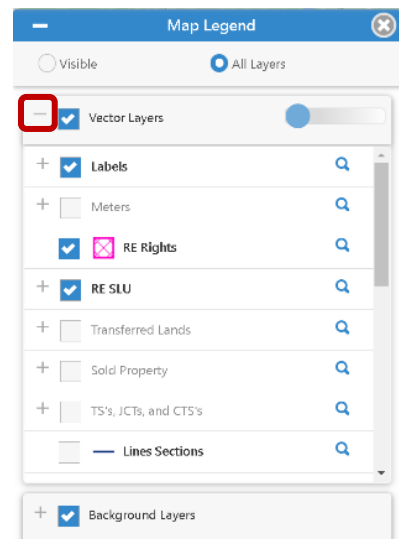 Map Legend
Visible All Layers
Vector Layers
Labels
Meters
RE Rights
RE SLU
Transferred Lands
Sold Property
TS's, JCTs, and CTS's
Lines Sections
Background Layers